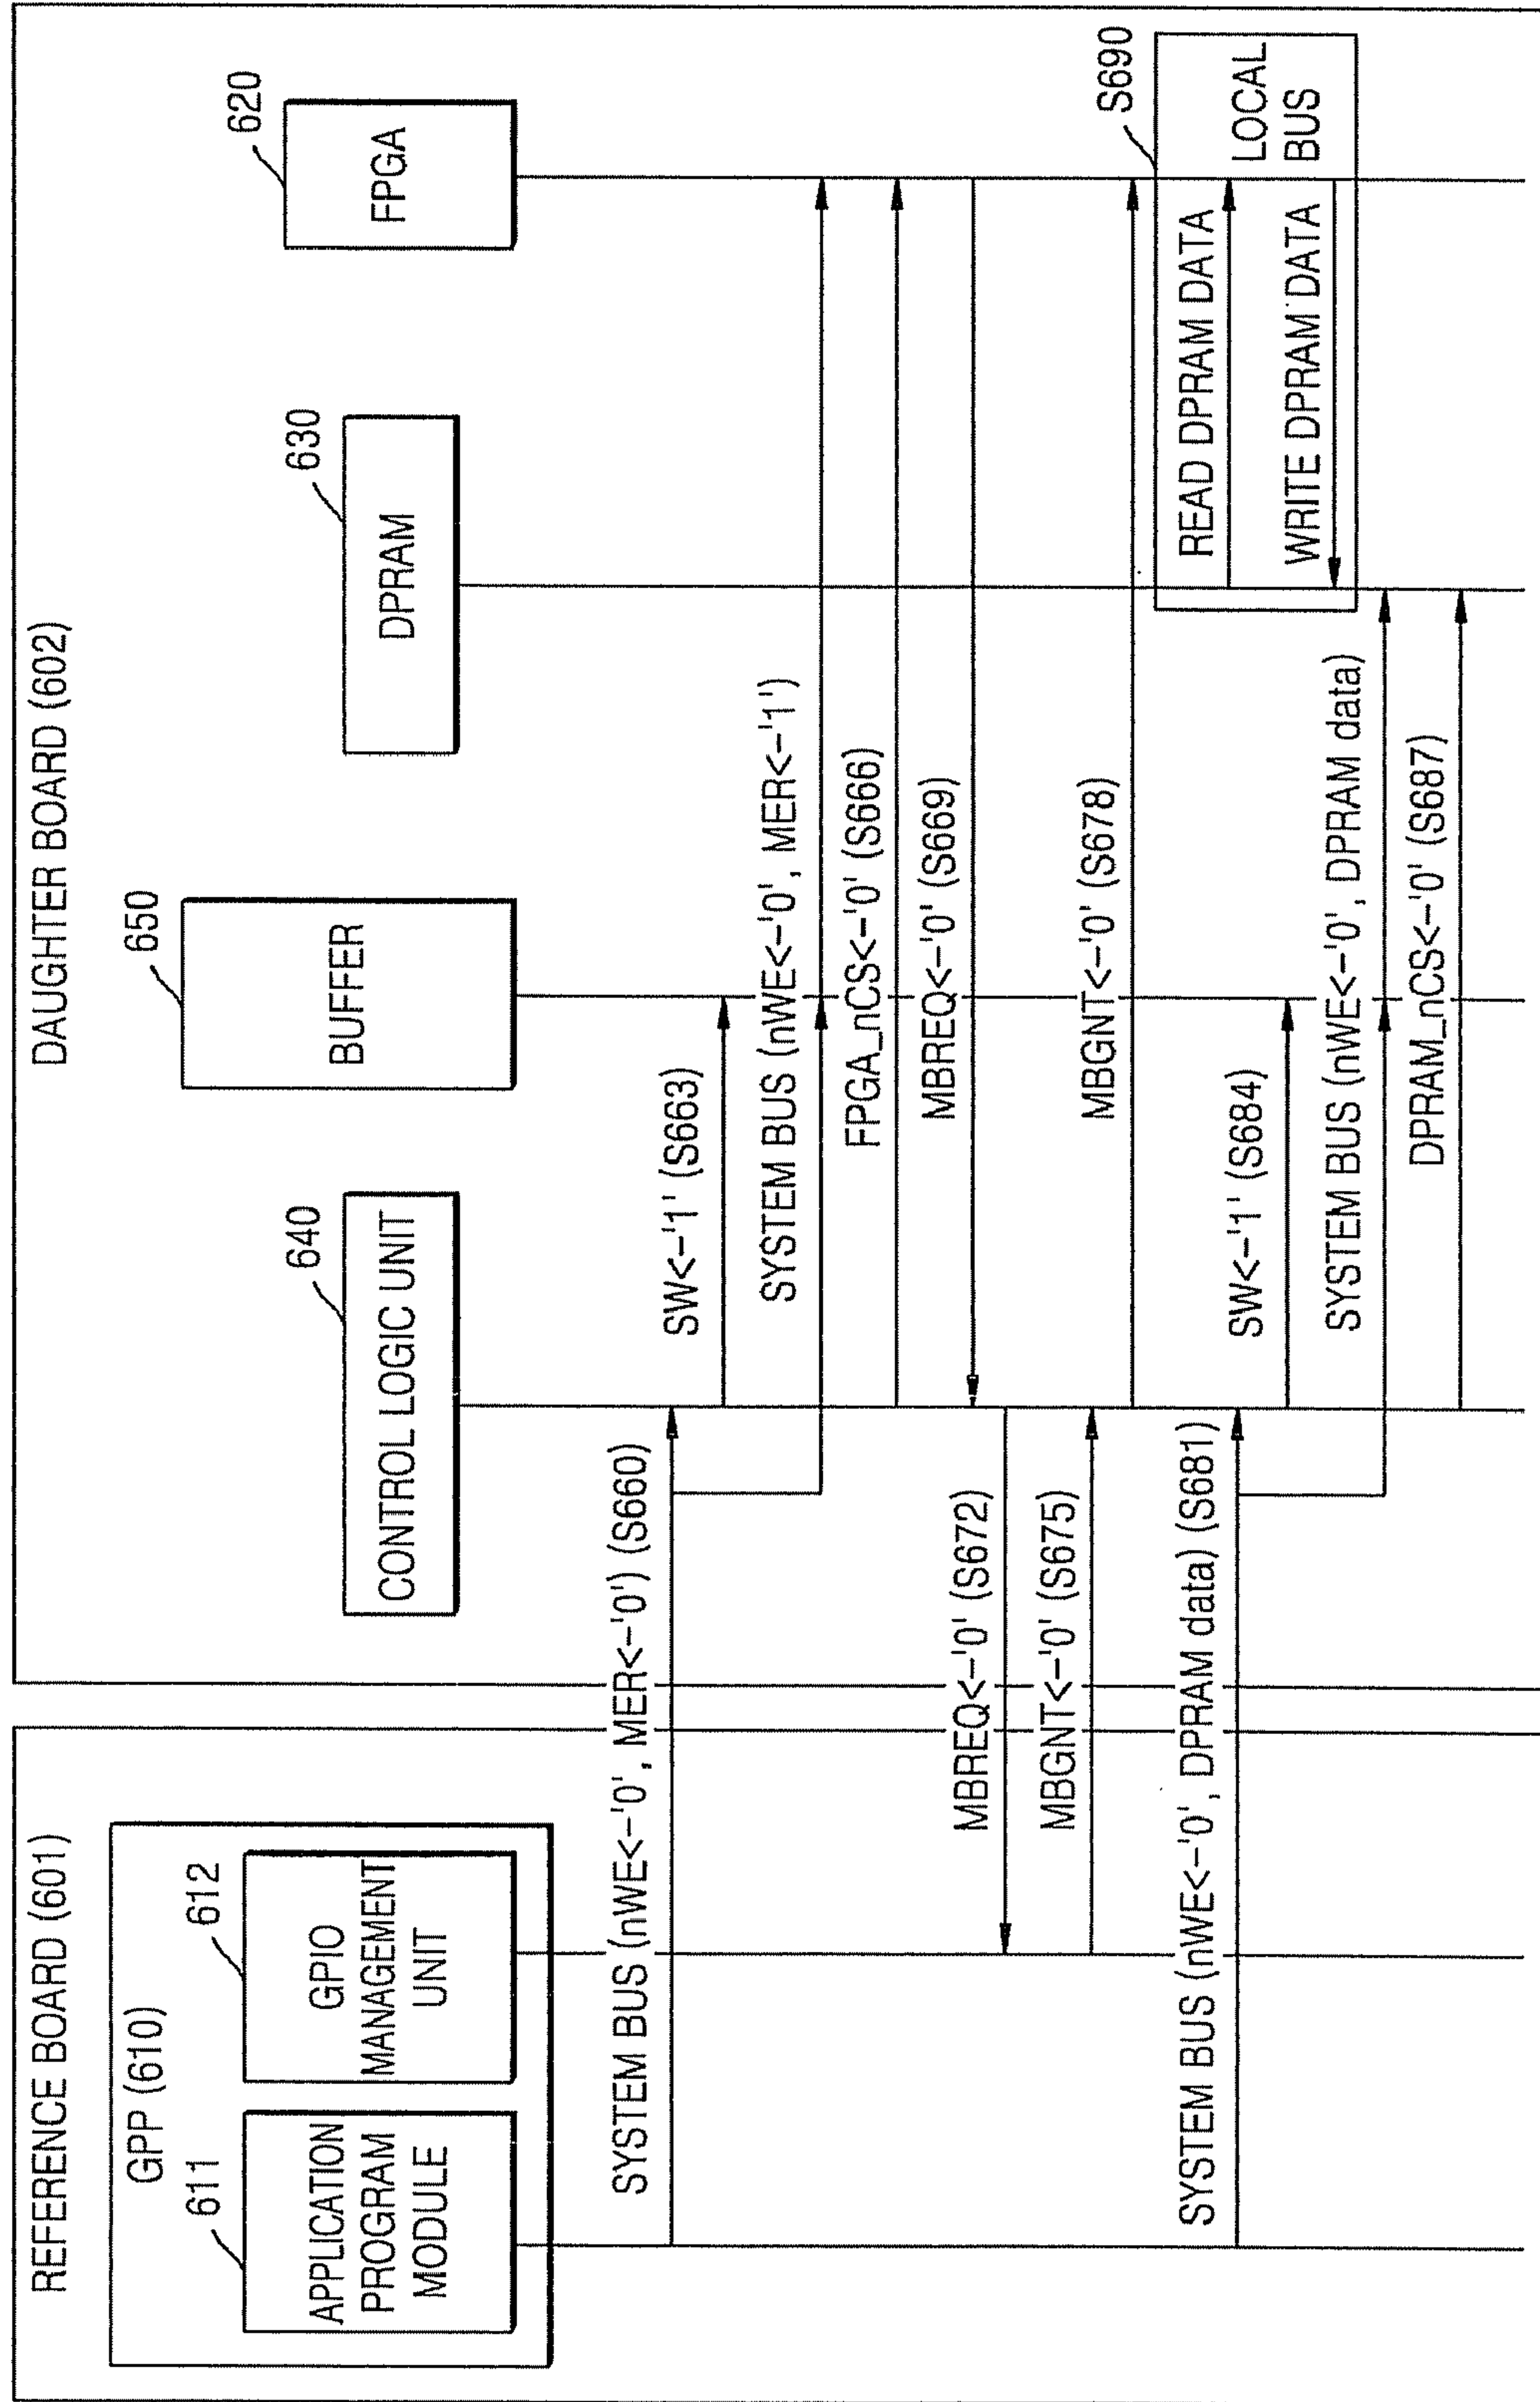 REFERENCE BOARD (601)
GPP (610)
611
APPLICATION
PROGRAM
MODULE
612
GPIO
MANAGEMENT
UNIT
DAUGHTER BOARD (602)
640
CONTROL LOGIC UNIT
650
BUFFER
630
DPRAM
620
FPGA
SYSTEM BUS (nWE<-'0', MER<-'0') (S660)
SW<-'1' (S663)
SYSTEM BUS (nWE<-'0', MER<-'1')
FPGA_nCS<-'0' (S666)
MBREQ<-'0' (S669)
MBREQ<-'0' (S672)
MBGNT<-'0' (S675)
MBGNT<-'0' (S678)
S690
READ DPRAM DATA
LOCAL
BUS
WRITE DPRAM DATA
SYSTEM BUS (nWE<-'0', DPRAM data) (S681)
SW<-'1' (S684)
SYSTEM BUS (nWE<-'0', DPRAM data)
DPRAM_nCS<-'0' (S687)